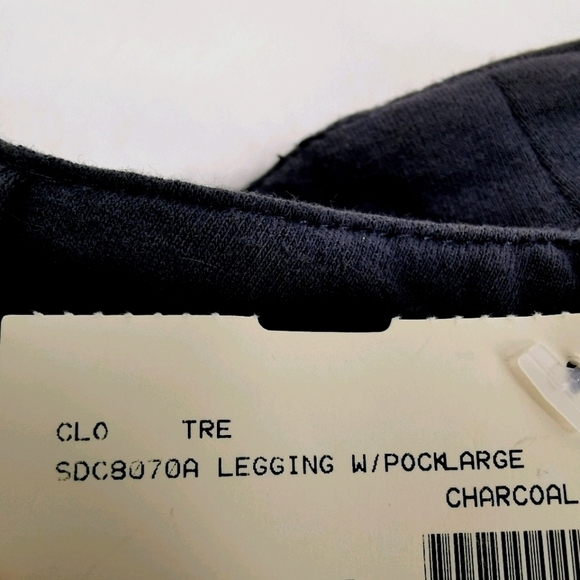 CLO TRE
SDC8070A LEGGING W/POCKLARGE
CHARCOAL